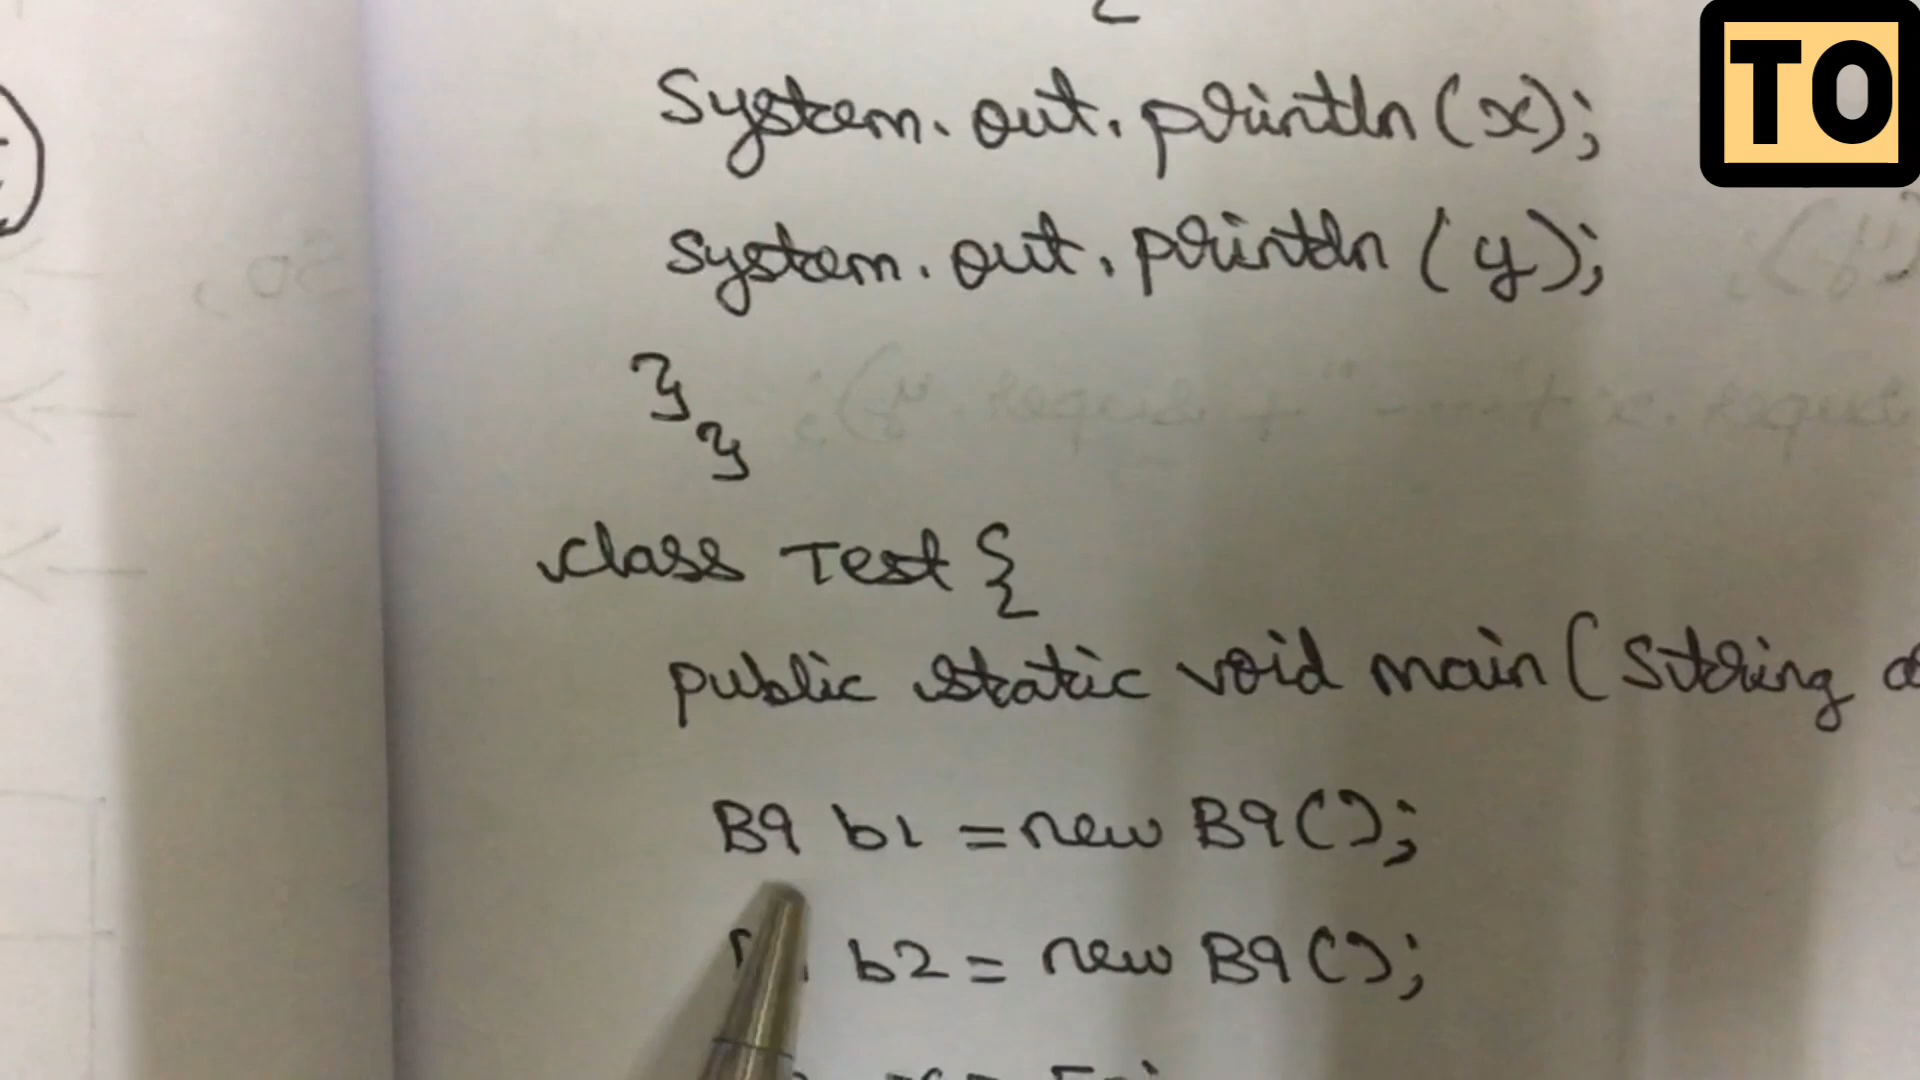 TO
{
System.out.println(x);
system.out.println(y);
}
}
class Test {
public static void main(String
B9 b1 = new B9();
b2 = new B9();